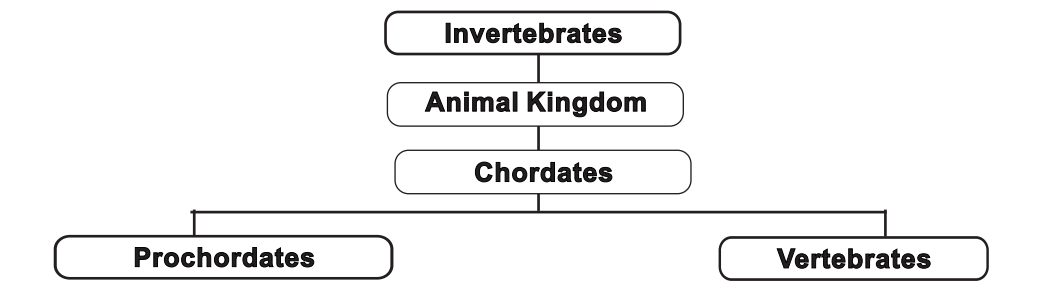 Invertebrates
Animal Kingdom
Chordates
Prochordates
Vertebrates